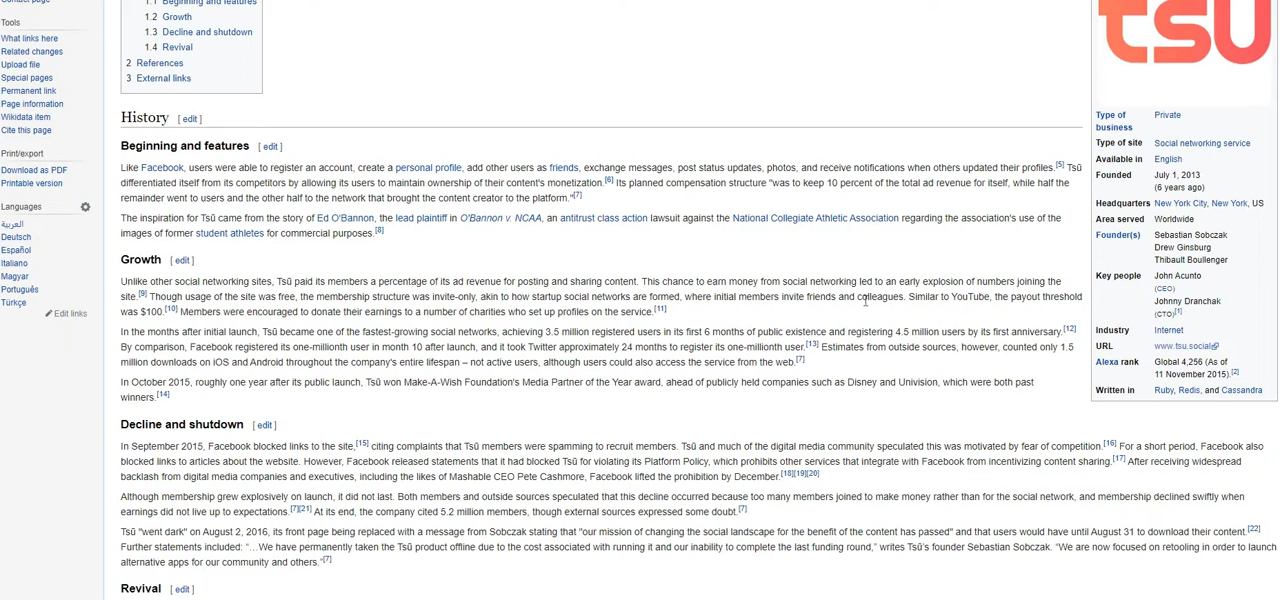 Contact page
Tools
What links here
Related changes
Upload file
Special pages
Permanent link
Page information
Wikidata item
Cite this page
Print/export
Download as PDF
Printable version
Languages
العربية
Deutsch
Español
Italiano
Magyar
Português
Türkçe
Edit links
1.1 Beginning and features
1.2 Growth
1.3 Decline and shutdown
1.4 Revival
2 References
3 External links
History [ edit ]
Beginning and features [ edit ]
Like Facebook, users were able to register an account, create a personal profile, add other users as friends, exchange messages, post status updates, photos, and receive notifications when others updated their profiles.[5] Tsū
differentiated itself from its competitors by allowing its users to maintain ownership of their content's monetization.[6] Its planned compensation structure "was to keep 10 percent of the total ad revenue for itself, while half the
remainder went to users and the other half to the network that brought the content creator to the platform."[7]
The inspiration for Tsū came from the story of Ed O'Bannon, the lead plaintiff in O'Bannon v. NCAA, an antitrust class action lawsuit against the National Collegiate Athletic Association regarding the association's use of the
images of former student athletes for commercial purposes.[8]
Growth [ edit ]
Unlike other social networking sites, Tsū paid its members a percentage of its ad revenue for posting and sharing content. This chance to earn money from social networking led to an early explosion of numbers joining the
site.[9] Though usage of the site was free, the membership structure was invite-only, akin to how startup social networks are formed, where initial members invite friends and colleagues. Similar to YouTube, the payout threshold
was $100.[10] Members were encouraged to donate their earnings to a number of charities who set up profiles on the service.[11]
In the months after initial launch, Tsū became one of the fastest-growing social networks, achieving 3.5 million registered users in its first 6 months of public existence and registering 4.5 million users by its first anniversary.[12]
By comparison, Facebook registered its one-millionth user in month 10 after launch, and it took Twitter approximately 24 months to register its one-millionth user.[13] Estimates from outside sources, however, counted only 1.5
million downloads on iOS and Android throughout the company's entire lifespan – not active users, although users could also access the service from the web.[7]
In October 2015, roughly one year after its public launch, Tsū won Make-A-Wish Foundation's Media Partner of the Year award, ahead of publicly held companies such as Disney and Univision, which were both past
winners.[14]
Decline and shutdown [ edit ]
In September 2015, Facebook blocked links to the site,[15] citing complaints that Tsū members were spamming to recruit members. Tsū and much of the digital media community speculated this was motivated by fear of competition.[16] For a short period, Facebook also
blocked links to articles about the website. However, Facebook released statements that it had blocked Tsū for violating its Platform Policy, which prohibits other services that integrate with Facebook from incentivizing content sharing.[17] After receiving widespread
backlash from digital media companies and executives, including the likes of Mashable CEO Pete Cashmore, Facebook lifted the prohibition by December.[18][19][20]
Although membership grew explosively on launch, it did not last. Both members and outside sources speculated that this decline occurred because too many members joined to make money rather than for the social network, and membership declined swiftly when
earnings did not live up to expectations.[7][21] At its end, the company cited 5.2 million members, though external sources expressed some doubt.[7]
Tsū "went dark" on August 2, 2016, its front page being replaced with a message from Sobczak stating that "our mission of changing the social landscape for the benefit of the content has passed" and that users would have until August 31 to download their content.[22]
Further statements included: “…We have permanently taken the Tsū product offline due to the cost associated with running it and our inability to complete the last funding round,” writes Tsū's founder Sebastian Sobczak. “We are now focused on retooling in order to launch
alternative apps for our community and others.”[7]
Revival [ edit ]
tsū
Type of business Private
Type of site Social networking service
Available in English
Founded July 1, 2013
(6 years ago)
Headquarters New York City, New York, US
Area served Worldwide
Founder(s) Sebastian Sobczak
Drew Ginsburg
Thibault Boullenger
Key people John Acunto
(CEO)
Johnny Dranchak
(CTO)[1]
Industry Internet
URL www.tsu.social
Alexa rank Global 4,256 (As of
11 November 2015).[2]
Written in Ruby, Redis, and Cassandra